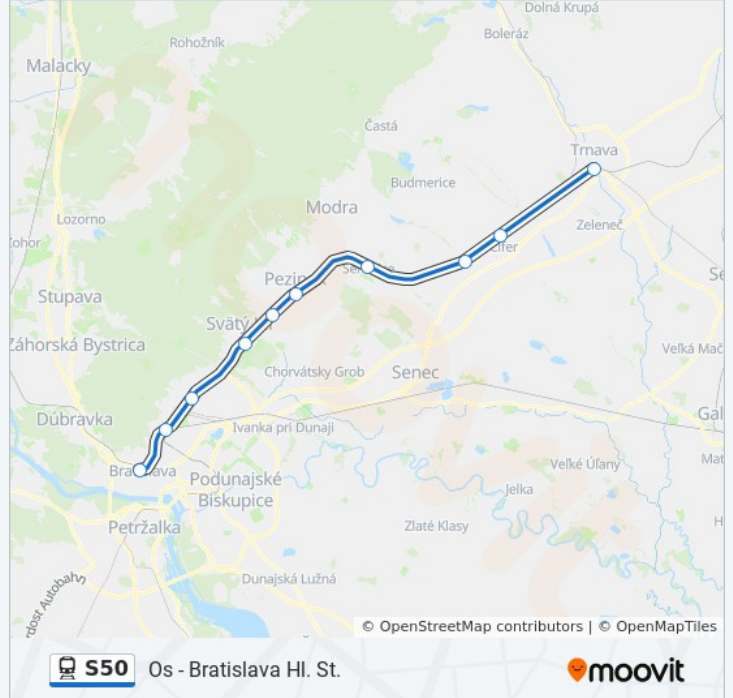 Dolná Krupá
Boleráz
Rohožník
Malacky
Častá
Trnava
Budmerice
Modra
Lozorno
Zeleneč
Cífer
Pezinok
Stupava
Svätý
Záhorská Bystrica
Veľká Mač
Chorvátsky Grob
Senec
Dúbravka
Gal
Ivanka pri Dunaji
Bratislava
Veľké Úľany
Podunajské
Biskupice
Jelka
Petržalka
Zlaté Klasy
Dunajská Lužná
© OpenStreetMap contributors | © OpenMapTiles
S50 Os - Bratislava Hl. St.
moovit